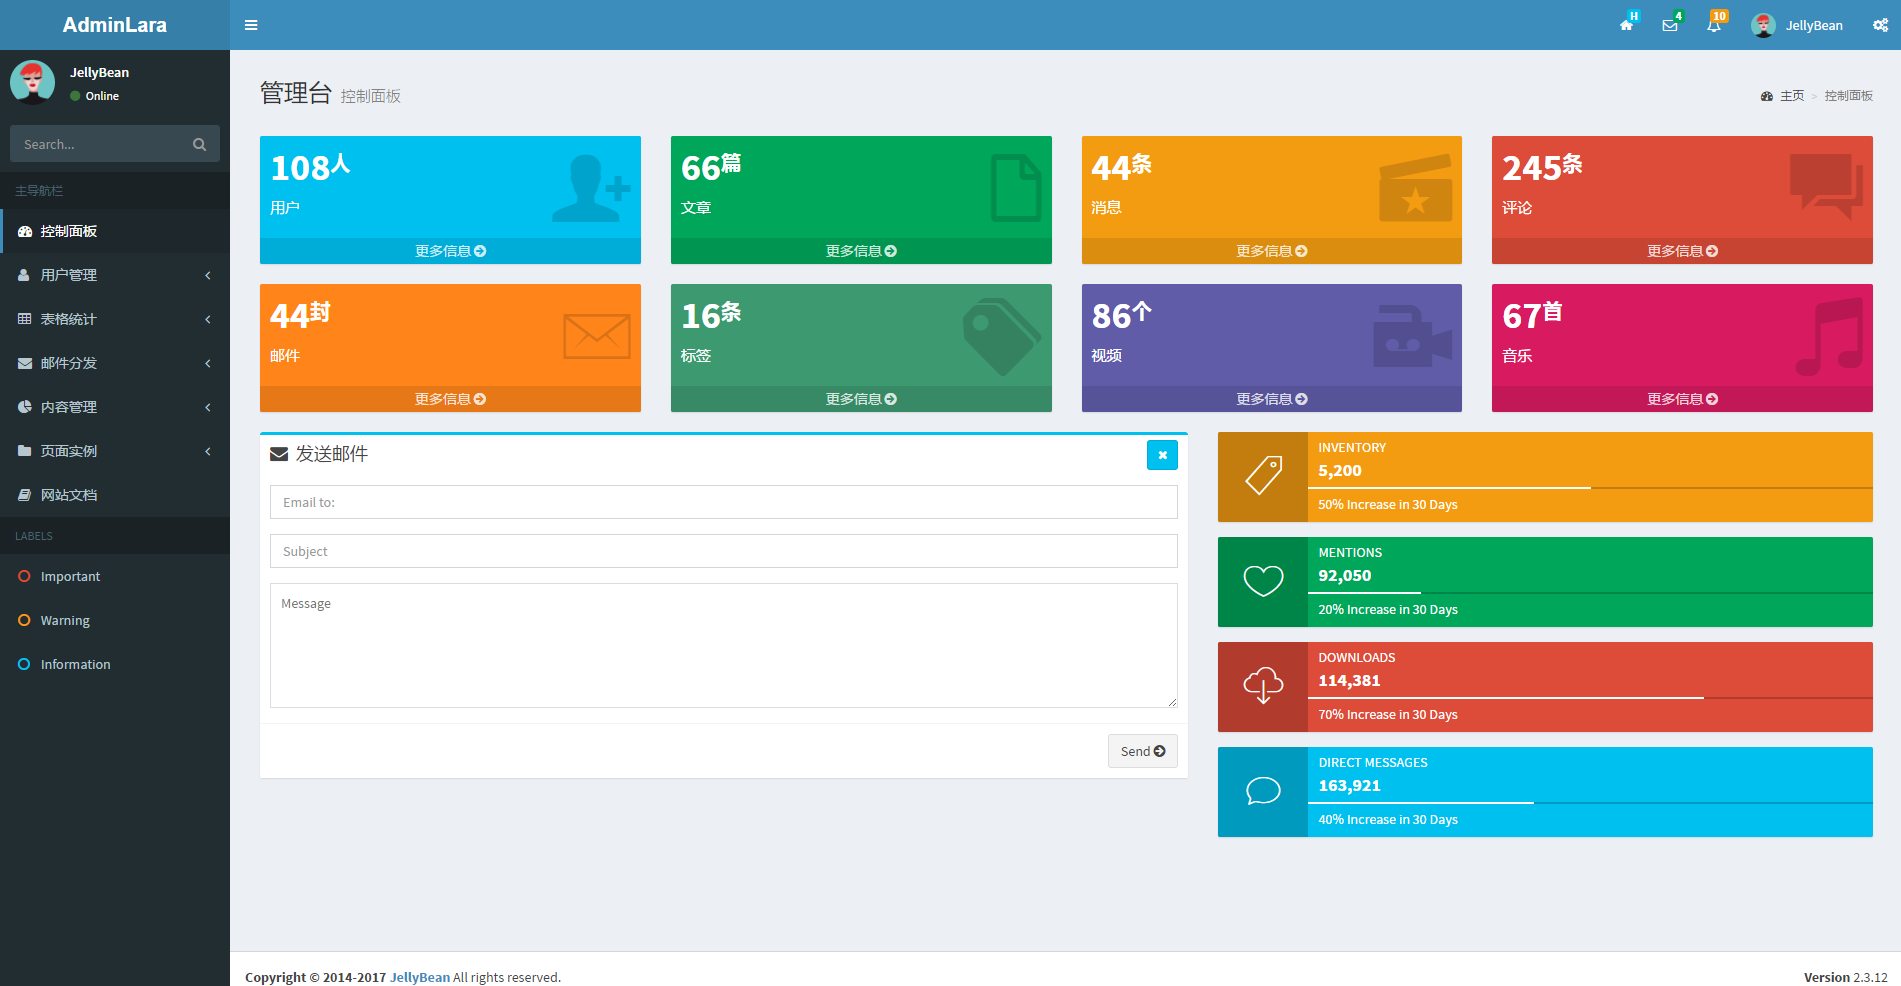 AdminLara
H
4
10
JellyBean
JellyBean
Online
Search...
主导航栏
控制面板
用户管理
表格统计
邮件分发
内容管理
页面实例
网站文档
LABELS
Important
Warning
Information
管理台 控制面板
主页 > 控制面板
108人
用户
更多信息
66篇
文章
更多信息
44条
消息
更多信息
245条
评论
更多信息
44封
邮件
更多信息
16条
标签
更多信息
86个
视频
更多信息
67首
音乐
更多信息
发送邮件
Email to:
Subject
Message
Send
INVENTORY
5,200
50% Increase in 30 Days
MENTIONS
92,050
20% Increase in 30 Days
DOWNLOADS
114,381
70% Increase in 30 Days
DIRECT MESSAGES
163,921
40% Increase in 30 Days
Copyright © 2014-2017 JellyBean All rights reserved.
Version 2.3.12